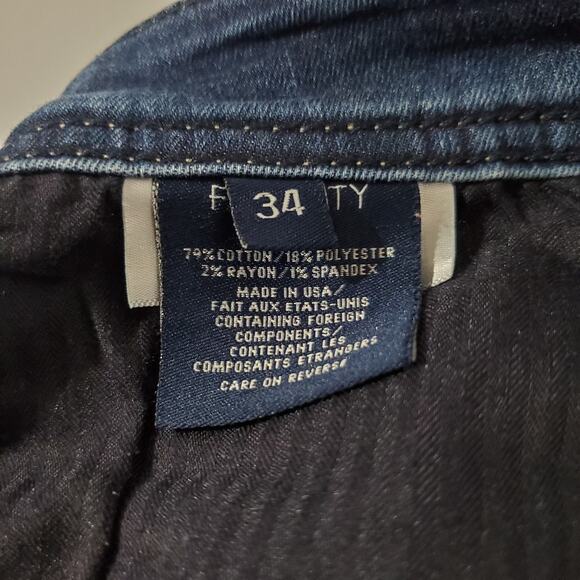 34
79% COTTON/18% POLYESTER
2% RAYON/1% SPANDEX
MADE IN USA/
FAIT AUX ETATS-UNIS
CONTAINING FOREIGN
COMPONENTS/
CONTENANT LES
COMPOSANTS ETRANGERS
CARE ON REVERSE